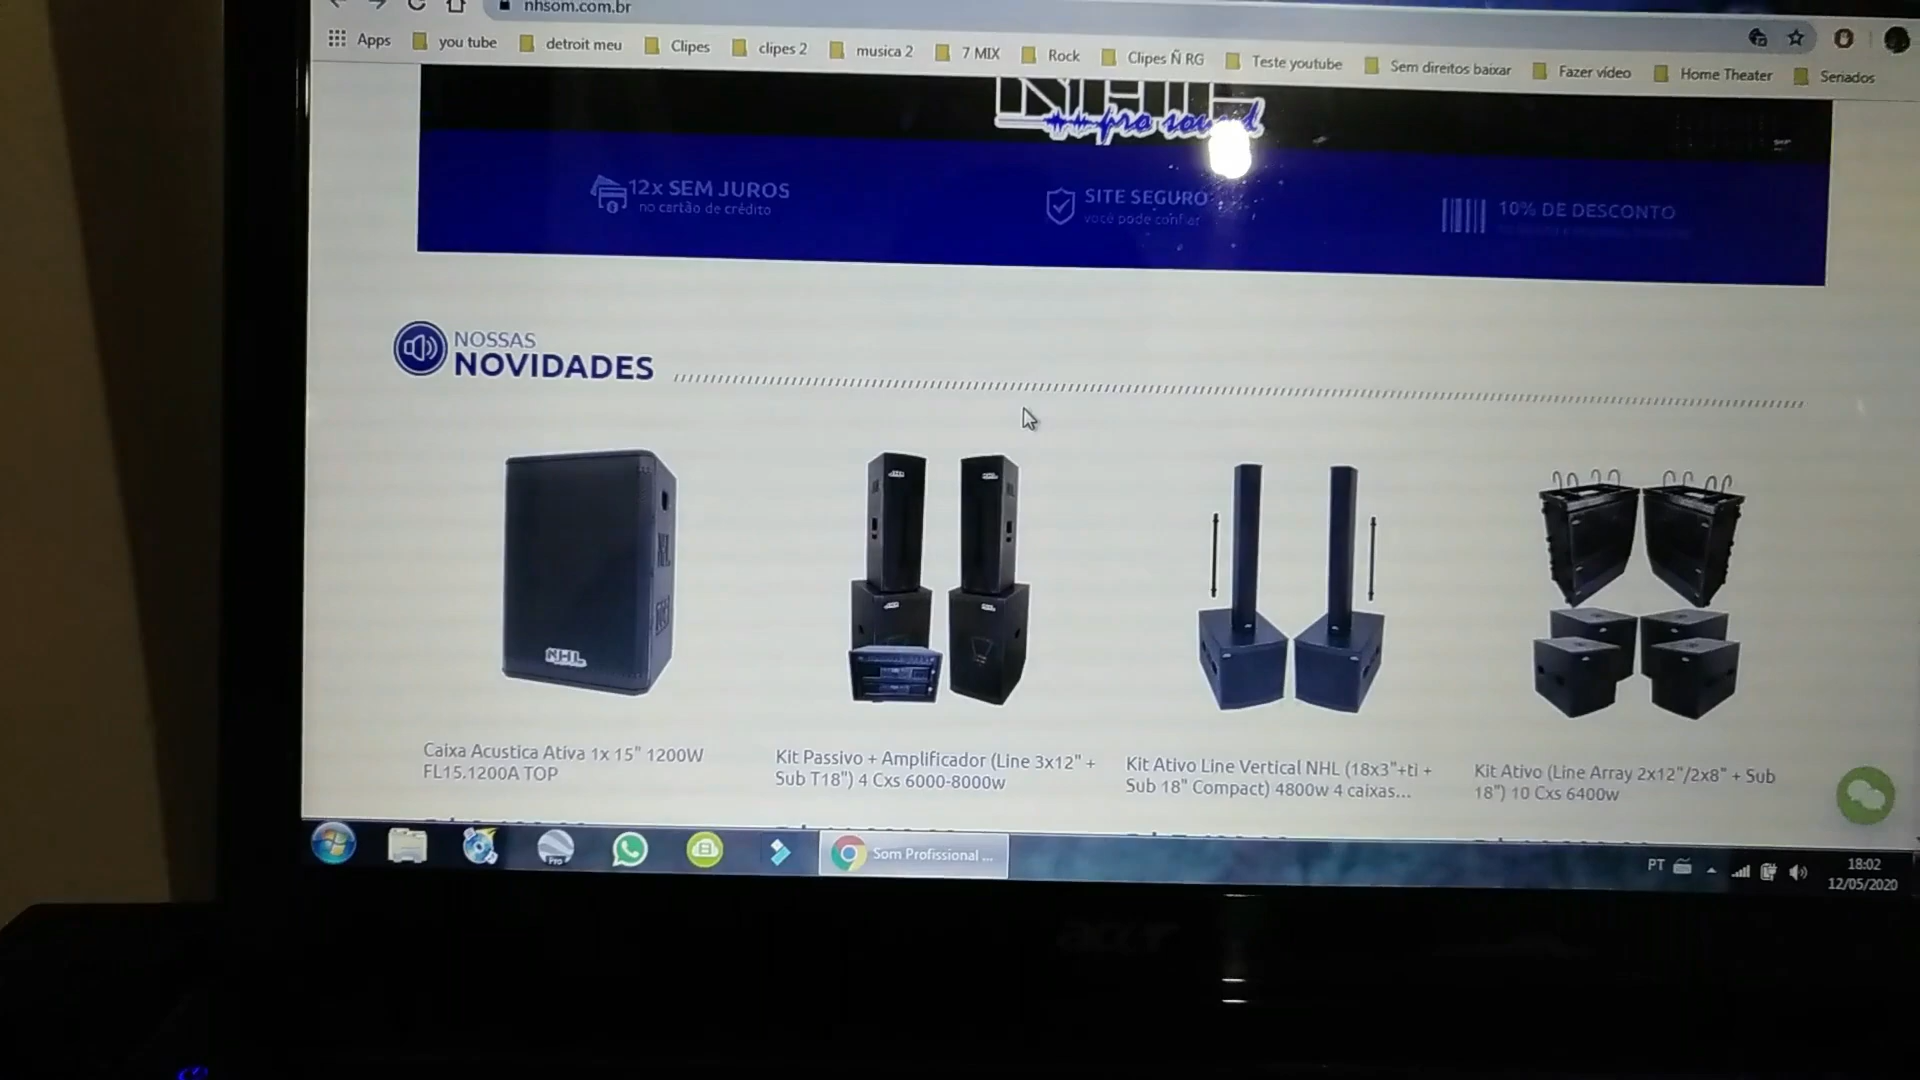 nhsom.com.br
Apps you tube detroit meu Clipes clipes 2 musica 2 7 MIX Rock Clipes Ñ RG Teste youtube Sem direitos baixar Fazer vídeo Home Theater Seriados
pro sound
12x SEM JUROS
no cartão de crédito
SITE SEGURO
você pode confiar
10% DE DESCONTO
NOSSAS
NOVIDADES
NHL
Caixa Acustica Ativa 1x 15" 1200W
FL15.1200A TOP
Kit Passivo + Amplificador (Line 3x12" +
Sub T18") 4 Cxs 6000-8000w
Kit Ativo Line Vertical NHL (18x3"+ti +
Sub 18" Compact) 4800w 4 caixas...
Kit Ativo (Line Array 2x12"/2x8" + Sub
18") 10 Cxs 6400w
Pro
Som Profissional ...
PT
18:02
12/05/2020
acer